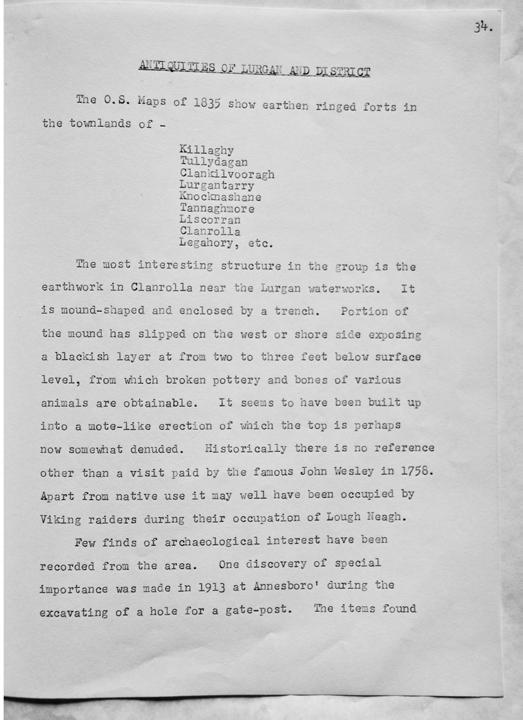 34.
ANTIQUITIES OF LURGAN AND DISTRICT
The O.S. Maps of 1835 show earthen ringed forts in
the townlands of -
Killaghy
Tullydagan
Clankilvooragh
Lurgantarry
Knocknashane
Tannaghmore
Liscorran
Clanrolla
Legahory, etc.
The most interesting structure in the group is the
earthwork in Clanrolla near the Lurgan waterworks. It
is mound-shaped and enclosed by a trench. Portion of
the mound has slipped on the west or shore side exposing
a blackish layer at from two to three feet below surface
level, from which broken pottery and bones of various
animals are obtainable. It seems to have been built up
into a mote-like erection of which the top is perhaps
now somewhat denuded. Historically there is no reference
other than a visit paid by the famous John Wesley in 1758.
Apart from native use it may well have been occupied by
Viking raiders during their occupation of Lough Neagh.
Few finds of archaeological interest have been
recorded from the area. One discovery of special
importance was made in 1913 at Annesboro' during the
excavating of a hole for a gate-post. The items found